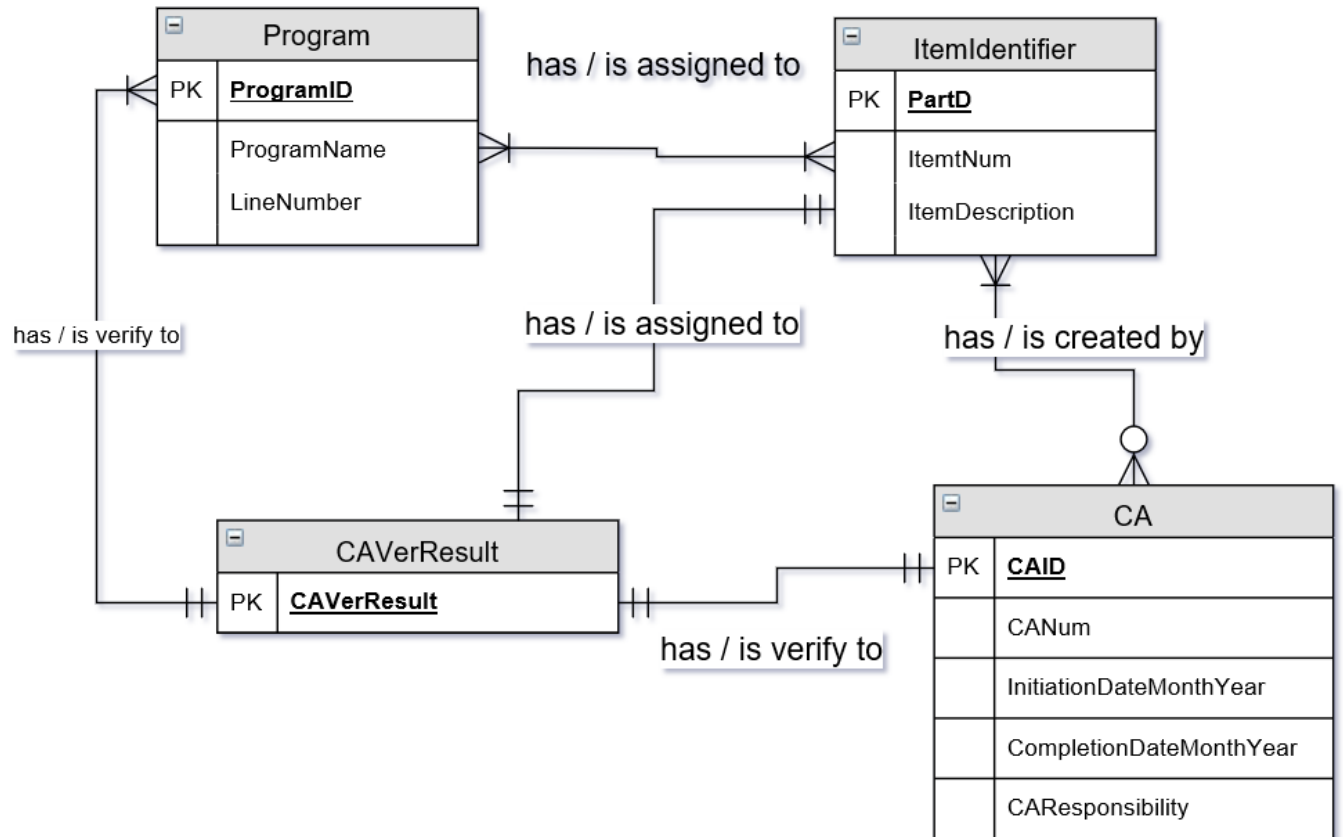 Program
PK ProgramID
ProgramName
LineNumber
has / is assigned to
ItemIdentifier
PK PartD
ItemtNum
ItemDescription
has / is verify to
has / is assigned to
has / is created by
CAVerResult
PK CAVerResult
has / is verify to
CA
PK CAID
CANum
InitiationDateMonthYear
CompletionDateMonthYear
CAResponsibility